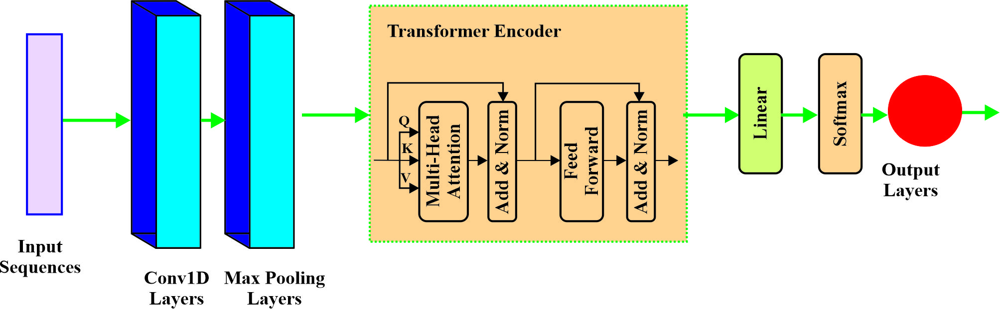 Input
Sequences
Conv1D
Layers
Max Pooling
Layers
Transformer Encoder
Q
K
V
Multi-Head
Attention
Add & Norm
Feed
Forward
Add & Norm
Linear
Softmax
Output
Layers